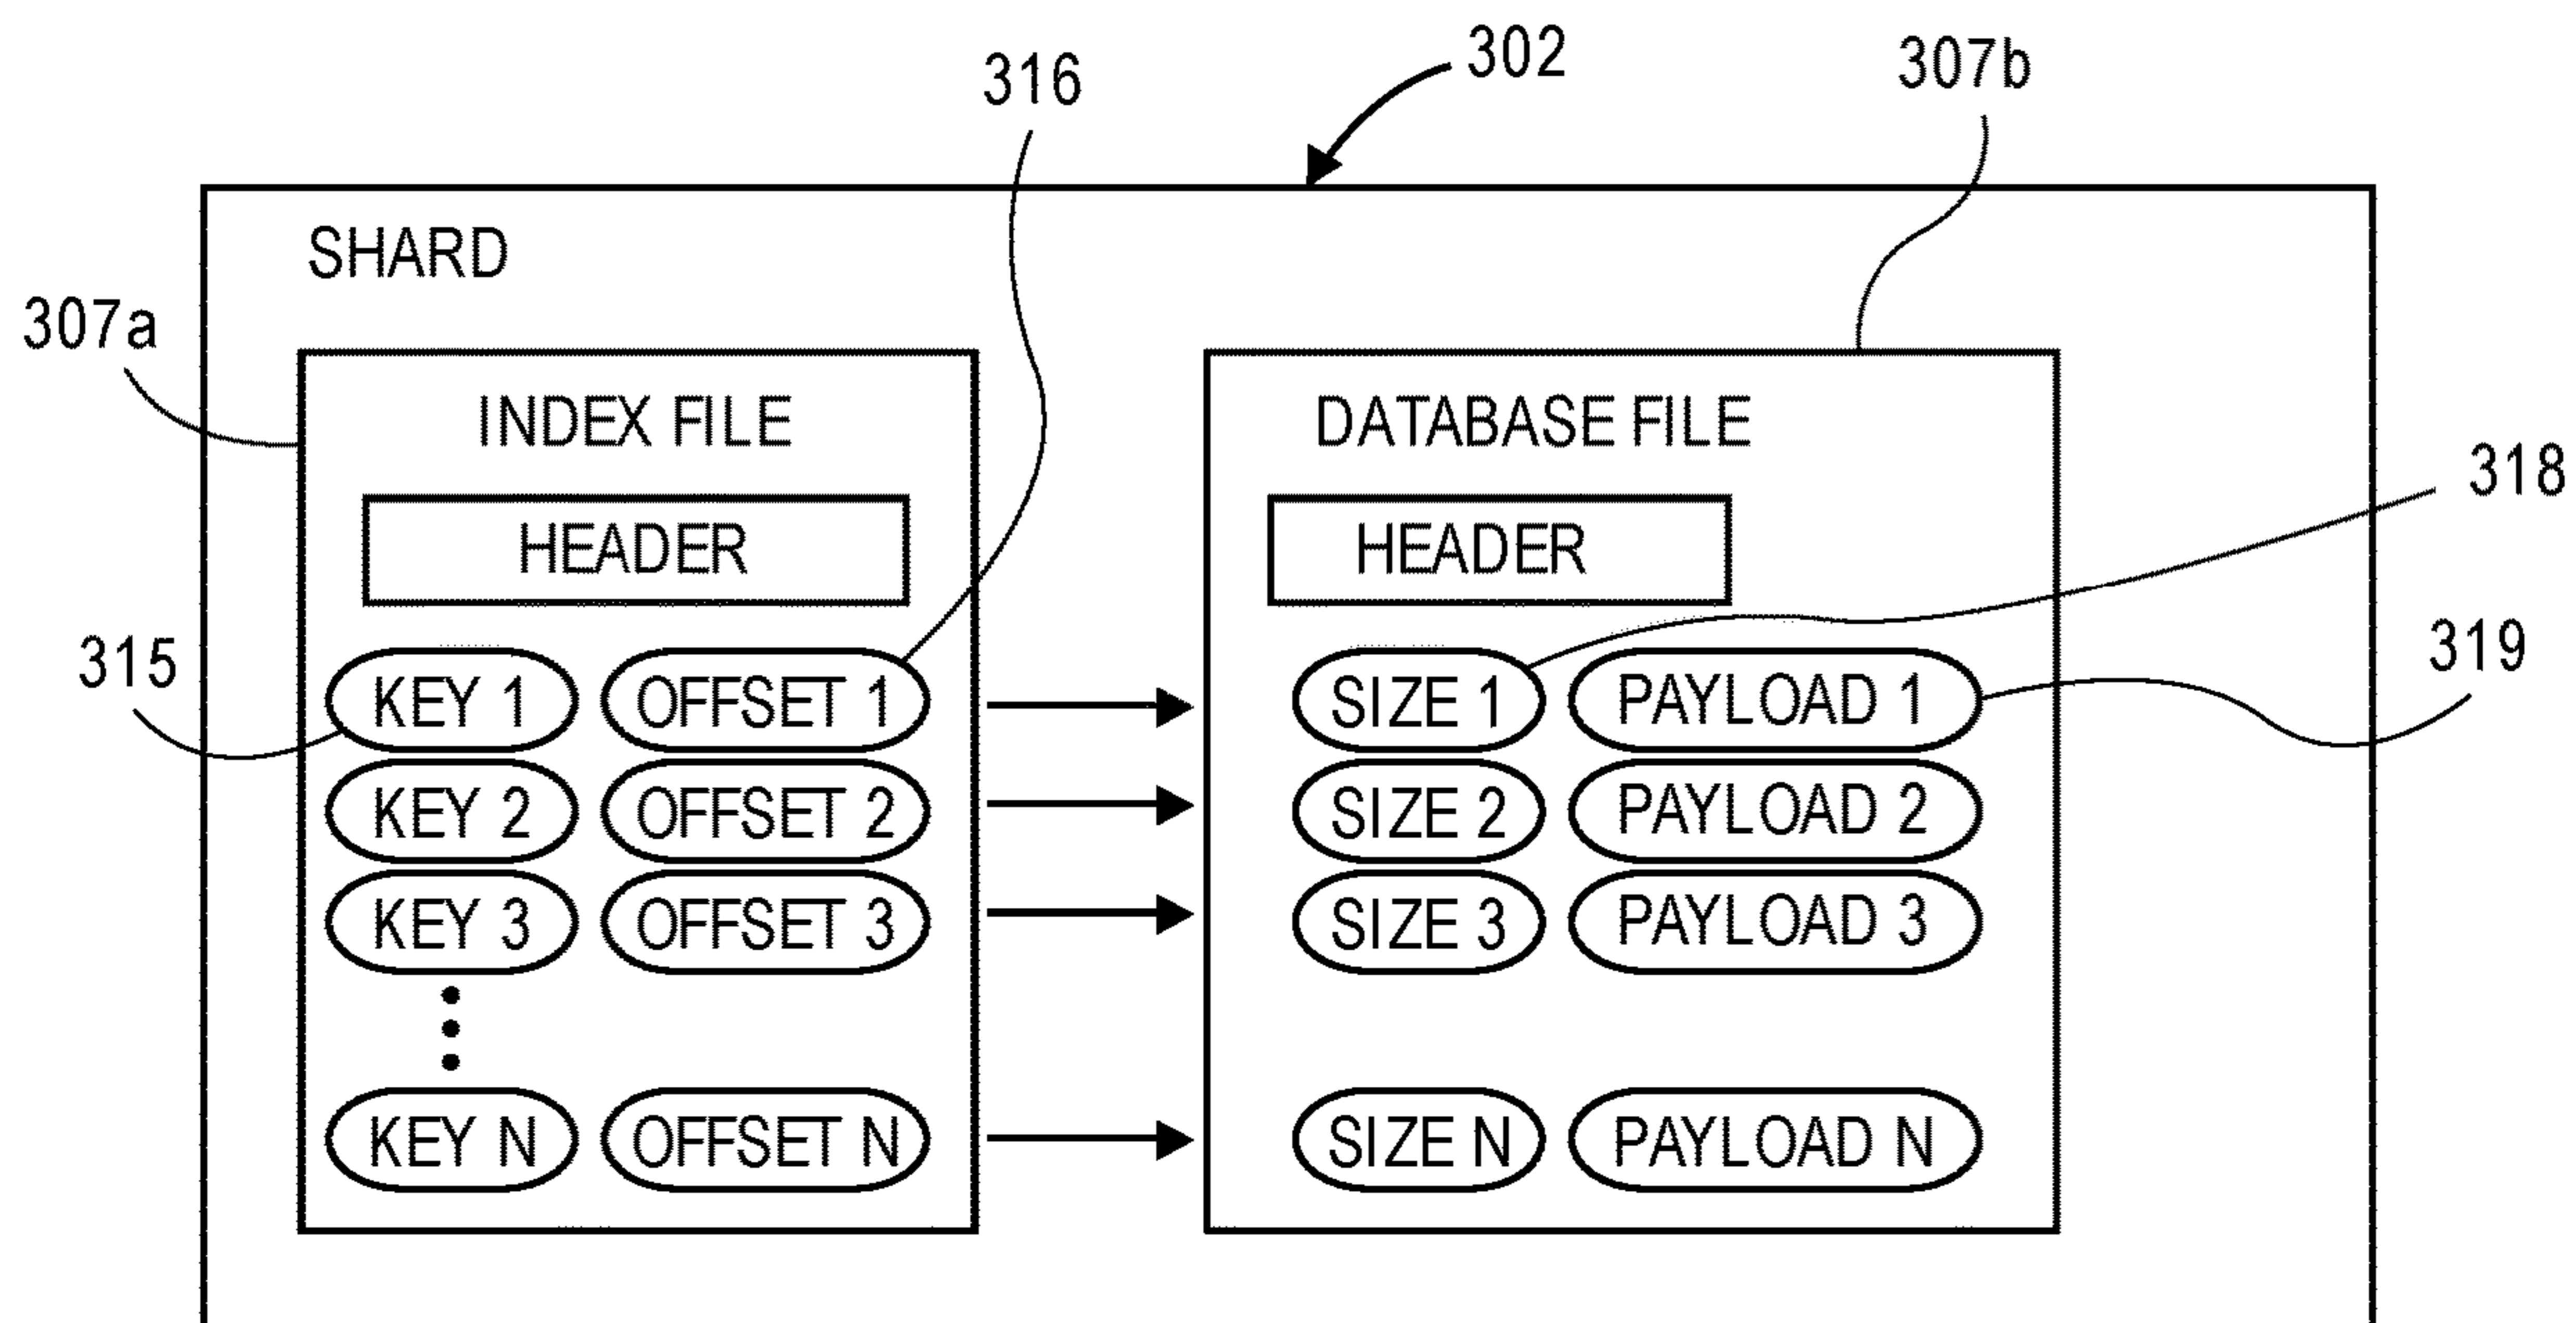 302
307b
316
SHARD
307a
INDEX FILE
DATABASE FILE
318
HEADER
HEADER
315
319
KEY 1 OFFSET 1 SIZE 1 PAYLOAD 1
KEY 2 OFFSET 2 SIZE 2 PAYLOAD 2
KEY 3 OFFSET 3 SIZE 3 PAYLOAD 3
KEY N OFFSET N SIZE N PAYLOAD N